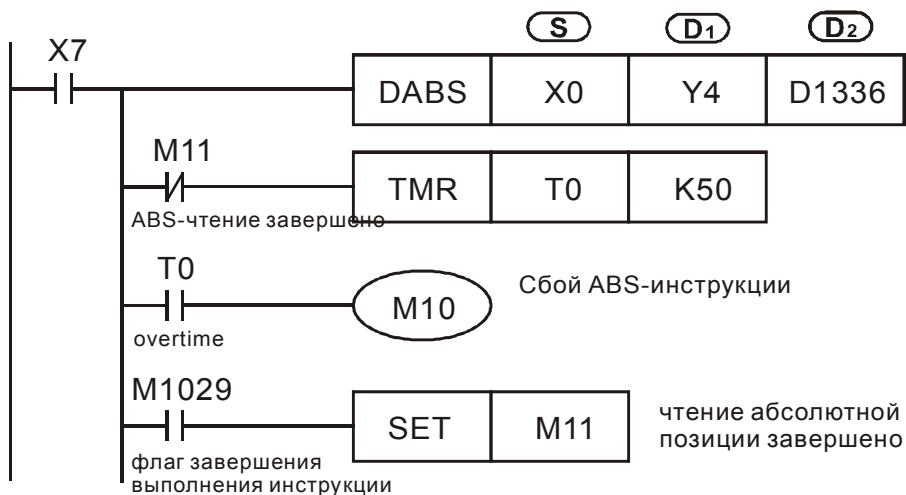 S D1 D2
X7
DABS X0 Y4 D1336
M11
TMR T0 K50
ABS-чтение завершено
T0
M10 Сбой ABS-инструкции
overtime
M1029
SET M11 чтение абсолютной
позиции завершено
флаг завершения
выполнения инструкции